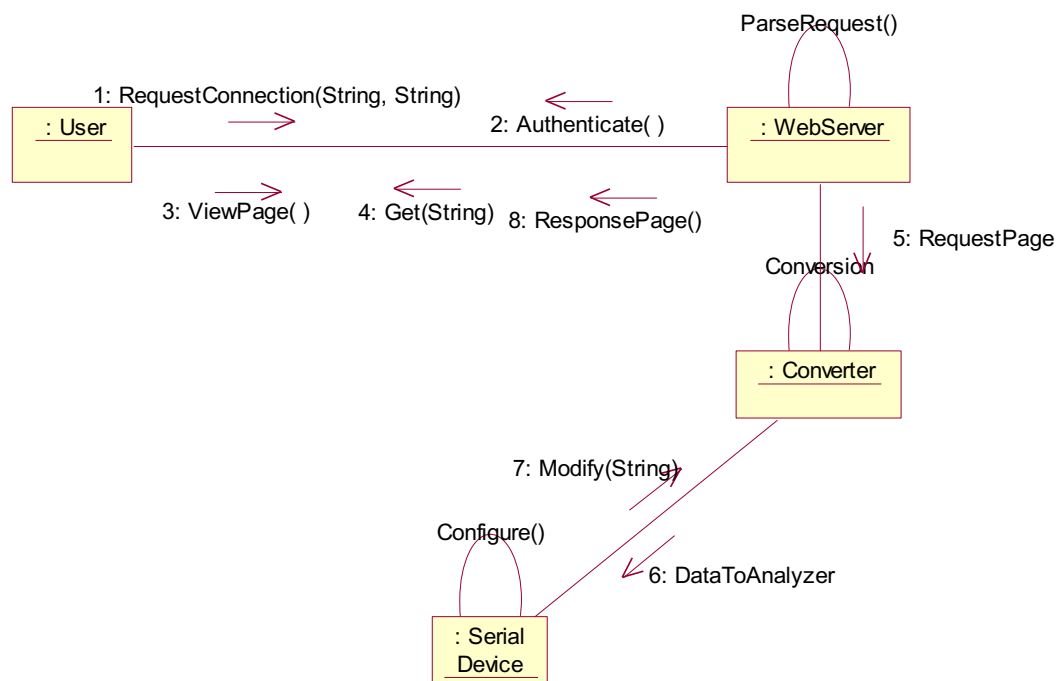 ParseRequest()
1: RequestConnection(String, String)
2: Authenticate( )
: User
: WebServer
3: ViewPage( )
4: Get(String)
8: ResponsePage()
5: RequestPage
Conversion
: Converter
7: Modify(String)
Configure()
6: DataToAnalyzer
: Serial
Device